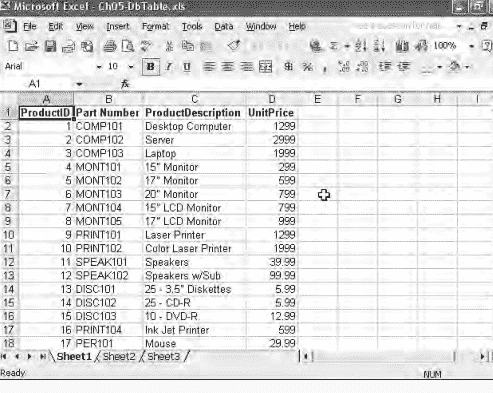 Microsoft Excel - Ch05-DbTable.xls
File Edit View Insert Format Tools Data Window Help
100%
Arial 10 B I U $ % ,
A1 fx
A B C D E F G H I
1 ProductID Part Number ProductDescription UnitPrice
2 1 COMP101 Desktop Computer 1299
3 2 COMP102 Server 2999
4 3 COMP103 Laptop 1999
5 4 MONT101 15" Monitor 299
6 5 MONT102 17" Monitor 599
7 6 MONT103 20" Monitor 799
8 7 MONT104 15" LCD Monitor 799
9 8 MONT105 17" LCD Monitor 999
10 9 PRINT101 Laser Printer 1299
11 10 PRINT102 Color Laser Printer 1999
12 11 SPEAK101 Speakers 39.99
13 12 SPEAK102 Speakers w/Sub 99.99
14 13 DISC101 25 - 3.5" Diskettes 5.99
15 14 DISC102 25 - CD-R 5.99
16 15 DISC103 10 - DVD-R 12.99
17 16 PRINT104 Ink Jet Printer 599
18 17 PER101 Mouse 29.99
Sheet1 / Sheet2 / Sheet3 /
Ready NUM